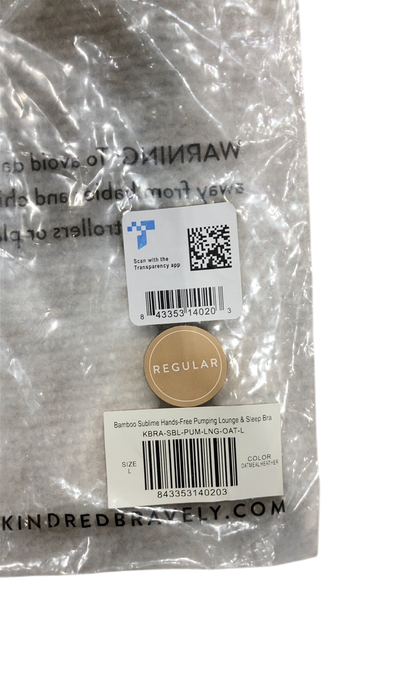 WARNING: To avoid da
away from babies and chi
trollers or pl
Scan with the
Transparency app
8 43353 14020 3
REGULAR
Bamboo Sublime Hands-Free Pumping Lounge & Sleep Bra
KBRA-SBL-PUM-LNG-OAT-L
SIZE
L
COLOR
OATMEAL HEATHER
843353140203
KINDREDBRAVELY.COM